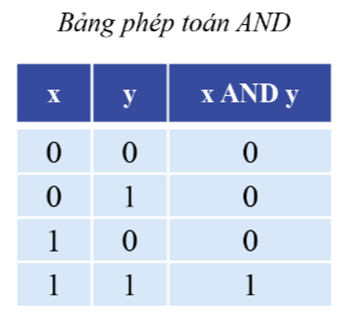 Bảng phép toán AND
x y x AND y
0 0 0
0 1 0
1 0 0
1 1 1